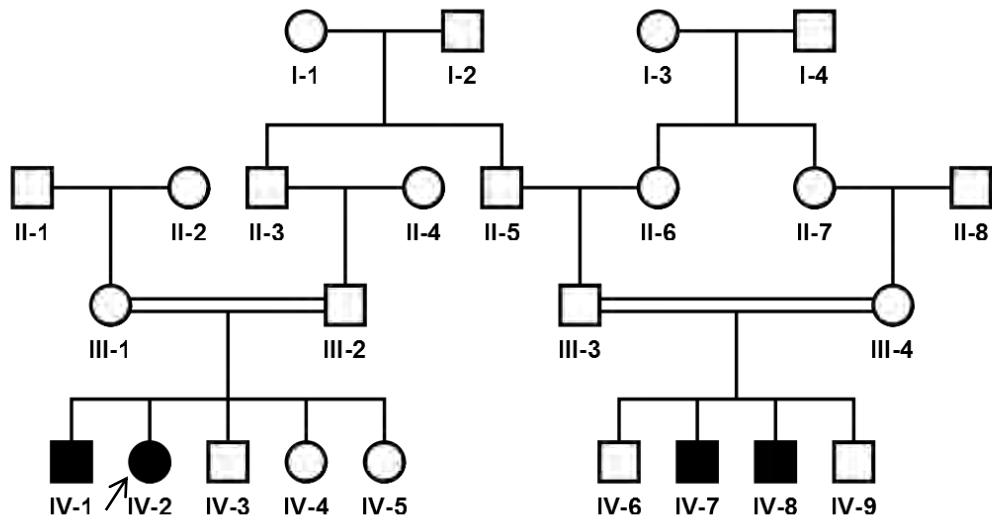 I-1 I-2 I-3 I-4
II-1 II-2 II-3 II-4 II-5 II-6 II-7 II-8
III-1 III-2 III-3 III-4
IV-1 IV-2 IV-3 IV-4 IV-5 IV-6 IV-7 IV-8 IV-9